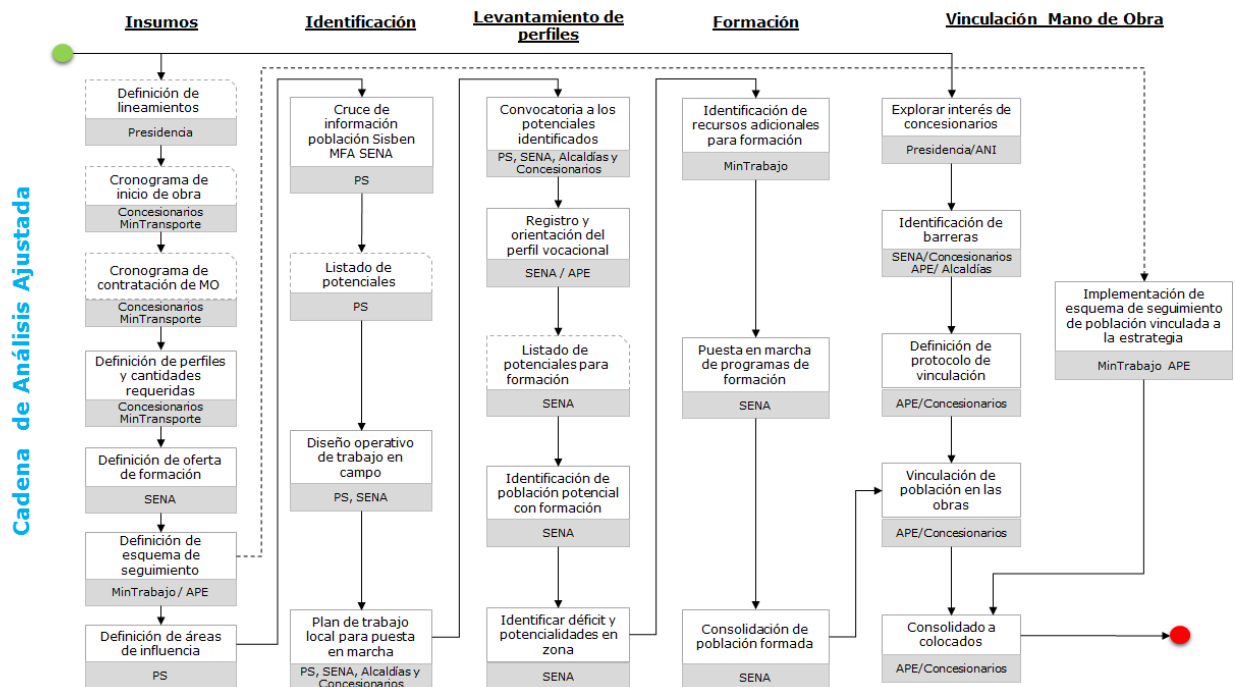 Cadena de Análisis Ajustada
Insumos
Definición de
lineamientos
Presidencia
Cronograma de
inicio de obra
Concesionarios
MinTransporte
Cronograma de
contratación de MO
Concesionarios
MinTransporte
Definición de perfiles
y cantidades
requeridas
Concesionarios
MinTransporte
Definición de oferta
de formación
SENA
Definición de
esquema de
seguimiento
MinTrabajo / APE
Definición de áreas
de influencia
PS
Identificación
Cruce de
información
población Sisben
MFA SENA
PS
Listado de
potenciales
PS
Diseño operativo
de trabajo en
campo
PS, SENA
Plan de trabajo
local para puesta
en marcha
PS, SENA, Alcaldías y
Concesionarios
Levantamiento de
perfiles
Convocatoria a los
potenciales
identificados
PS, SENA, Alcaldías y
Concesionarios
Registro y
orientación del
perfil vocacional
SENA / APE
Listado de
potenciales para
formación
SENA
Identificación de
población potencial
con formación
SENA
Identificar déficit y
potencialidades en
zona
SENA
Formación
Identificación de
recursos adicionales
para formación
MinTrabajo
Puesta en marcha
de programas de
formación
SENA
Consolidación de
población formada
SENA
Vinculación Mano de Obra
Explorar interés de
concesionarios
Presidencia/ANI
Identificación de
barreras
SENA/Concesionarios
APE/ Alcaldías
Definición de
protocolo de
vinculación
APE/Concesionarios
Vinculación de
población en las
obras
APE/Concesionarios
Consolidado a
colocados
APE/Concesionarios
Implementación de
esquema de seguimiento
de población vinculada a
la estrategia
MinTrabajo APE